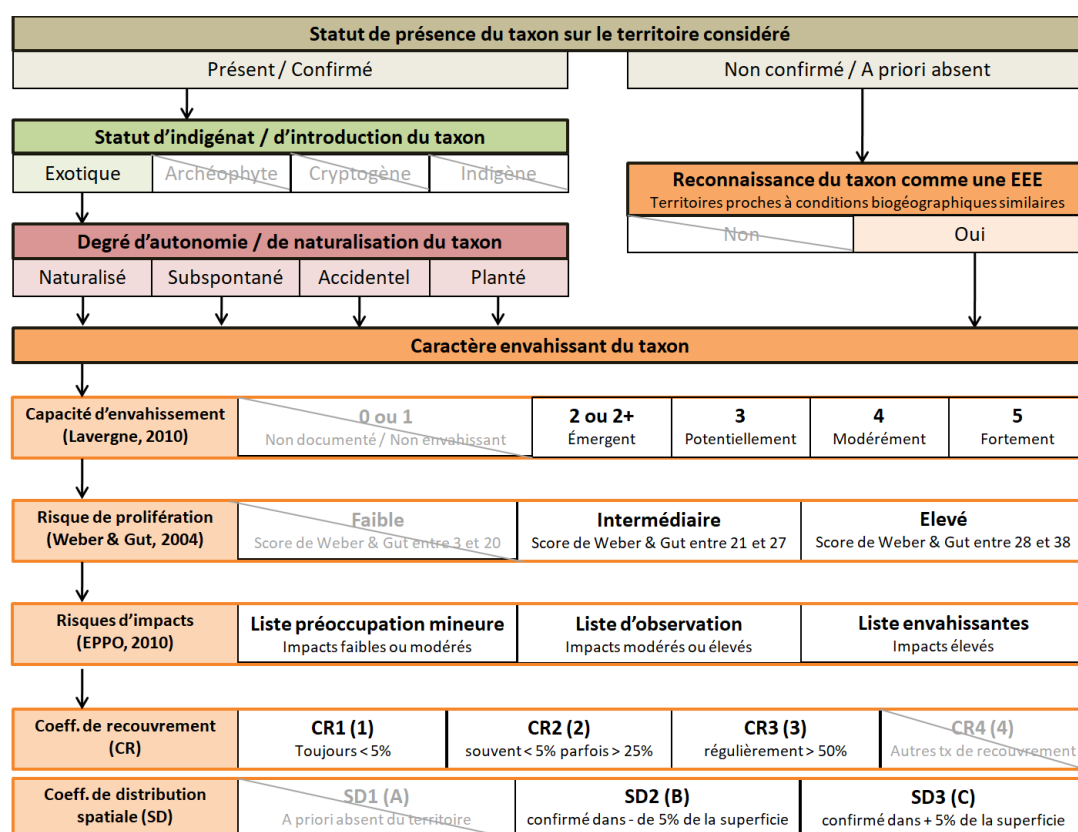 Statut de présence du taxon sur le territoire considéré
Présent / Confirmé
Non confirmé / A priori absent
Statut d'indigénat / d'introduction du taxon
Exotique
Archéophyte
Cryptogène
Indigène
Reconnaissance du taxon comme une EEE
Territoires proches à conditions biogéographiques similaires
Non
Oui
Degré d'autonomie / de naturalisation du taxon
Naturalisé
Subspontané
Accidentel
Planté
Caractère envahissant du taxon
Capacité d'envahissement
(Lavergne, 2010)
0 ou 1
Non documenté / Non envahissant
2 ou 2+
Émergent
3
Potentiellement
4
Modérément
5
Fortement
Risque de prolifération
(Weber & Gut, 2004)
Faible
Score de Weber & Gut entre 3 et 20
Intermédiaire
Score de Weber & Gut entre 21 et 27
Elevé
Score de Weber & Gut entre 28 et 38
Risques d'impacts
(EPPO, 2010)
Liste préoccupation mineure
Impacts faibles ou modérés
Liste d'observation
Impacts modérés ou élevés
Liste envahissantes
Impacts élevés
Coeff. de recouvrement
(CR)
CR1 (1)
Toujours < 5%
CR2 (2)
souvent < 5% parfois > 25%
CR3 (3)
régulièrement > 50%
CR4 (4)
Autres tx de recouvrement
Coeff. de distribution
spatiale (SD)
SD1 (A)
A priori absent du territoire
SD2 (B)
confirmé dans - de 5% de la superficie
SD3 (C)
confirmé dans + 5% de la superficie